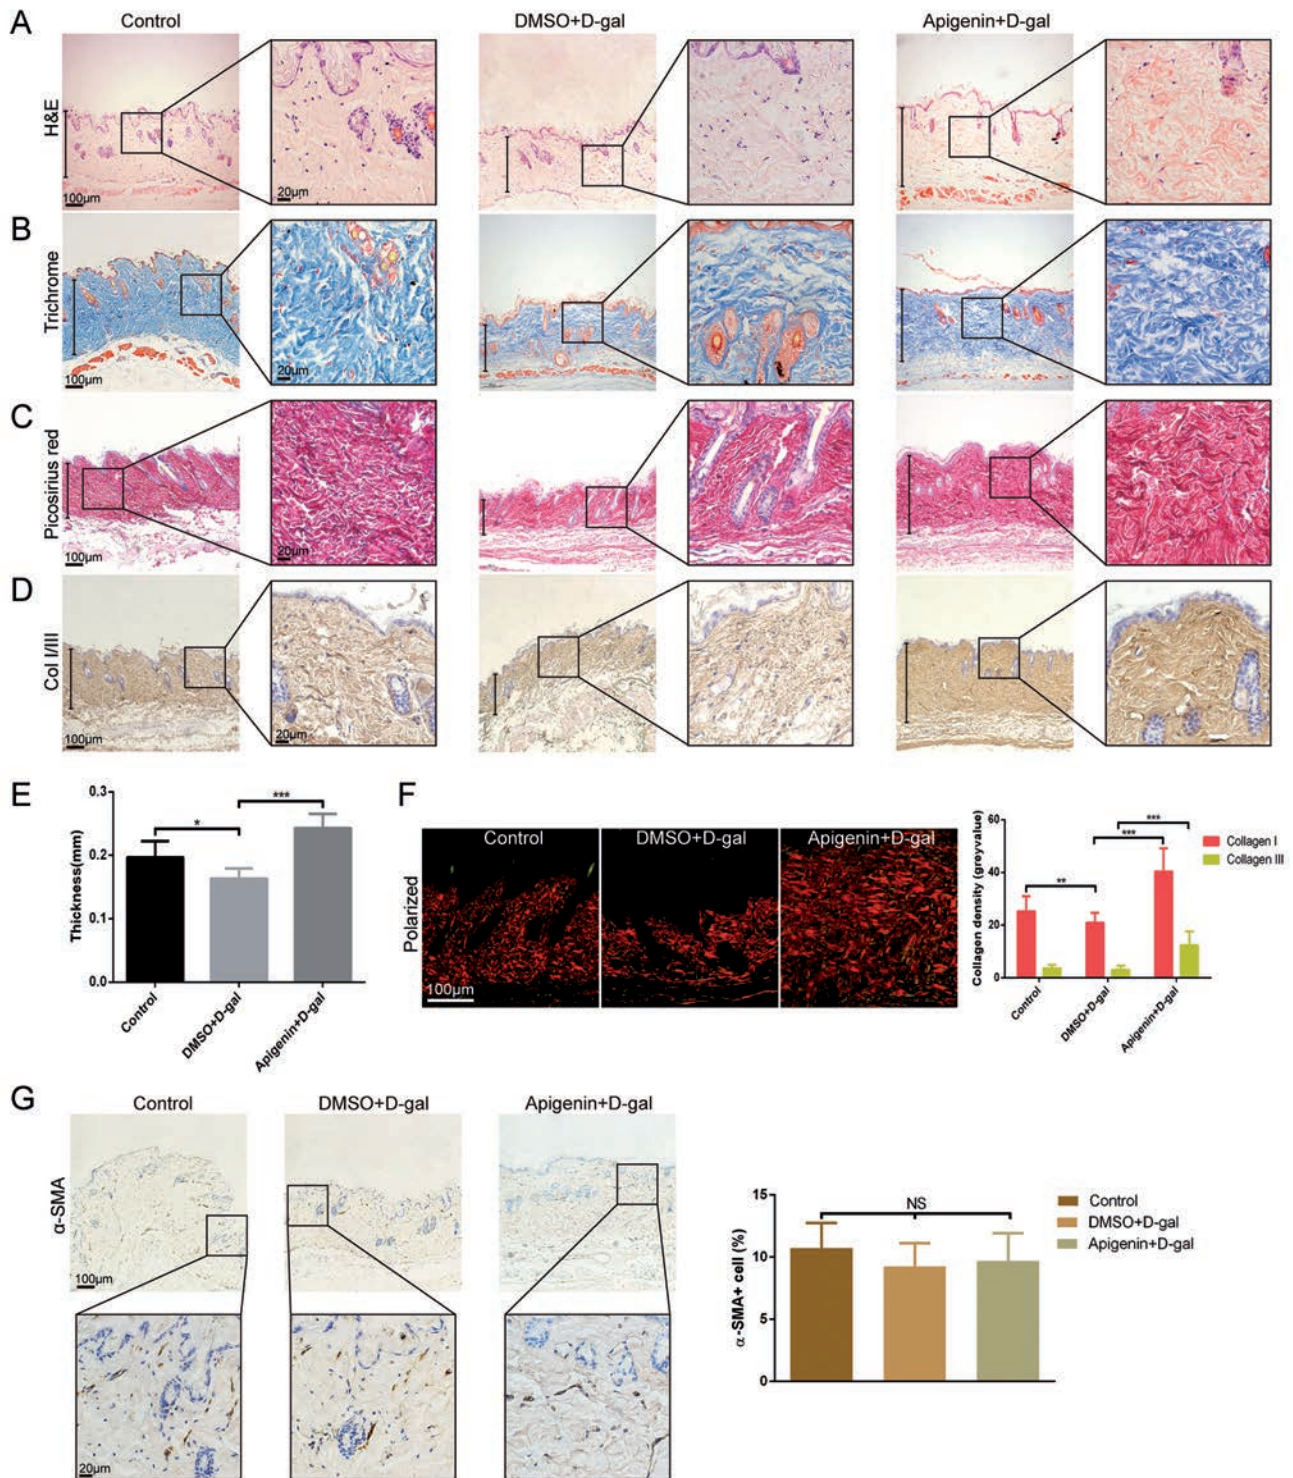 A
Control
DMSO+D-gal
Apigenin+D-gal
H&E
100μm
20μm
B
Trichrome
100μm
20μm
C
Picosirius red
100μm
20μm
D
Col I/III
100μm
20μm
E
Thickness(mm)
0.3
0.2
0.1
0.0
*
***
Control
DMSO+D-gal
Apigenin+D-gal
F
Polarized
Control
DMSO+D-gal
Apigenin+D-gal
100μm
Collagen density (greyvalue)
60
40
20
0
**
***
***
Collagen I
Collagen III
Control
DMSO+D-gal
Apigenin+D-gal
G
Control
DMSO+D-gal
Apigenin+D-gal
α-SMA
100μm
20μm
α-SMA+ cell (%)
15
10
5
0
NS
Control
DMSO+D-gal
Apigenin+D-gal